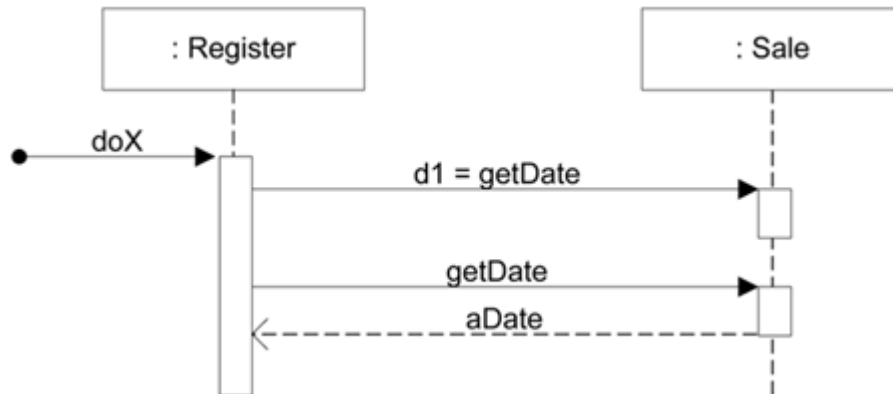 : Register
: Sale
doX
d1 = getDate
getDate
aDate